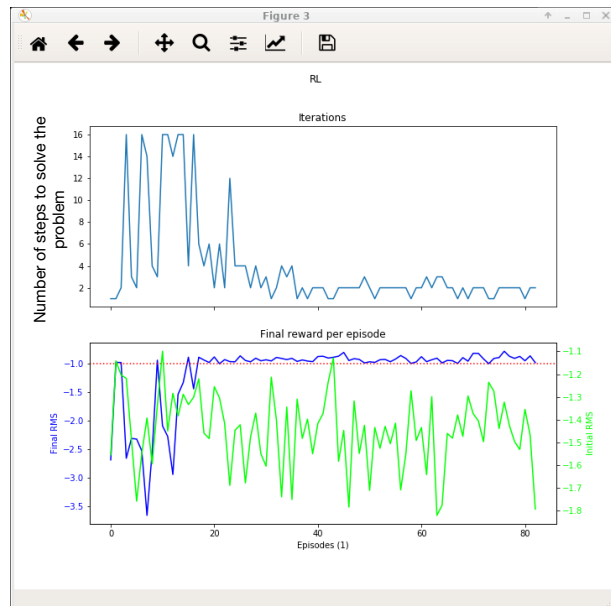 Figure 3
RL
Iterations
Number of steps to solve the
problem
16
14
12
10
8
6
4
2
Final reward per episode
−1.0
−1.5
−2.0
−2.5
−3.0
−3.5
Final RMS
−1.1
−1.2
−1.3
−1.4
−1.5
−1.6
−1.7
−1.8
Initial RMS
0 20 40 60 80
Episodes (1)